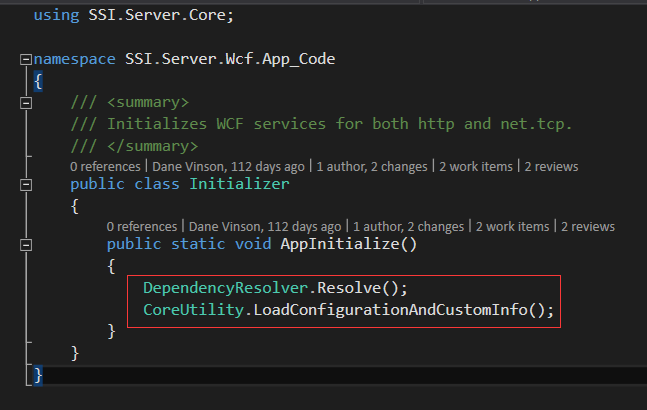 using SSI.Server.Core;
namespace SSI.Server.Wcf.App_Code
{
/// <summary>
/// Initializes WCF services for both http and net.tcp.
/// </summary>
0 references | Dane Vinson, 112 days ago | 1 author, 2 changes | 2 work items | 2 reviews
public class Initializer
{
0 references | Dane Vinson, 112 days ago | 1 author, 2 changes | 2 work items | 2 reviews
public static void AppInitialize()
{
DependencyResolver.Resolve();
CoreUtility.LoadConfigurationAndCustomInfo();
}
}
}